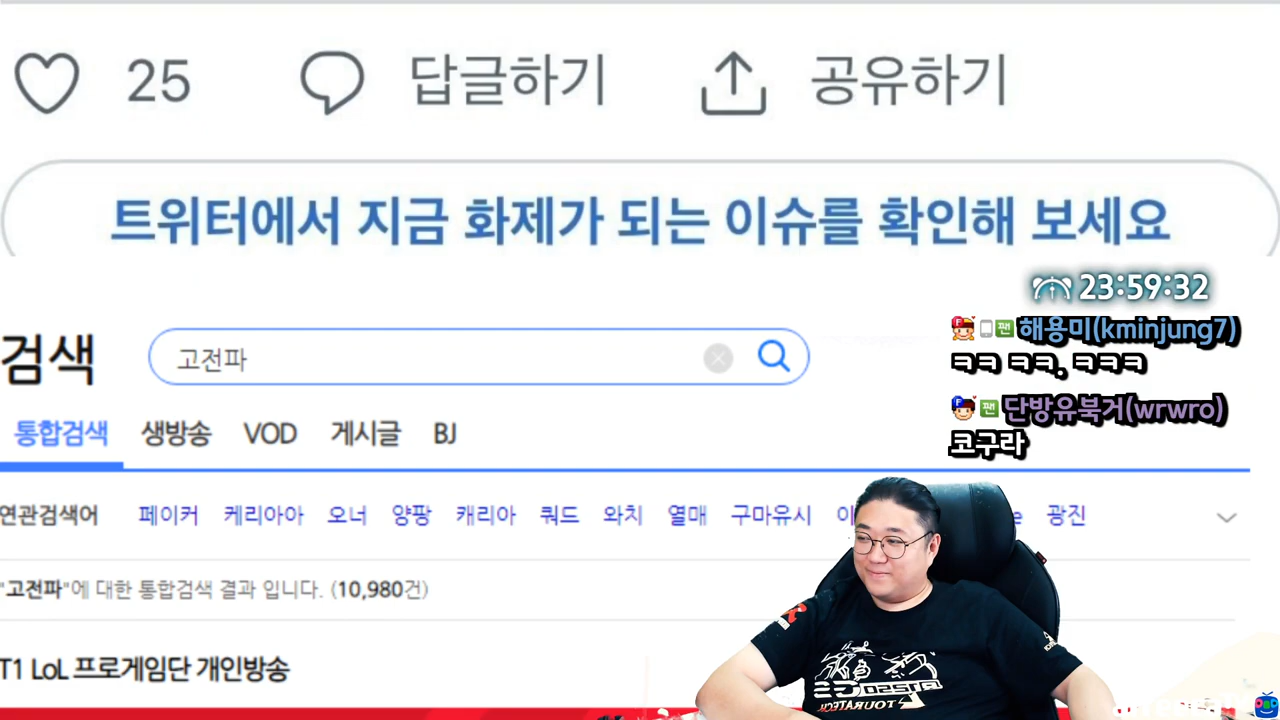 25 답글하기 공유하기
트위터에서 지금 화제가 되는 이슈를 확인해 보세요
23:59:32
해용미(kminjung7)
ㅋㅋ ㅋㅋ. ㅋㅋㅋ
단방유북거(wrwro)
코구라
검색 고전파
통합검색 생방송 VOD 게시글 BJ
연관검색어 페이커 케리아아 오너 양팡 캐리아 쿼드 와치 열매 구마유시 광진
"고전파"에 대한 통합검색 결과 입니다. (10,980건)
T1 LoL 프로게임단 개인방송
TOURATECH